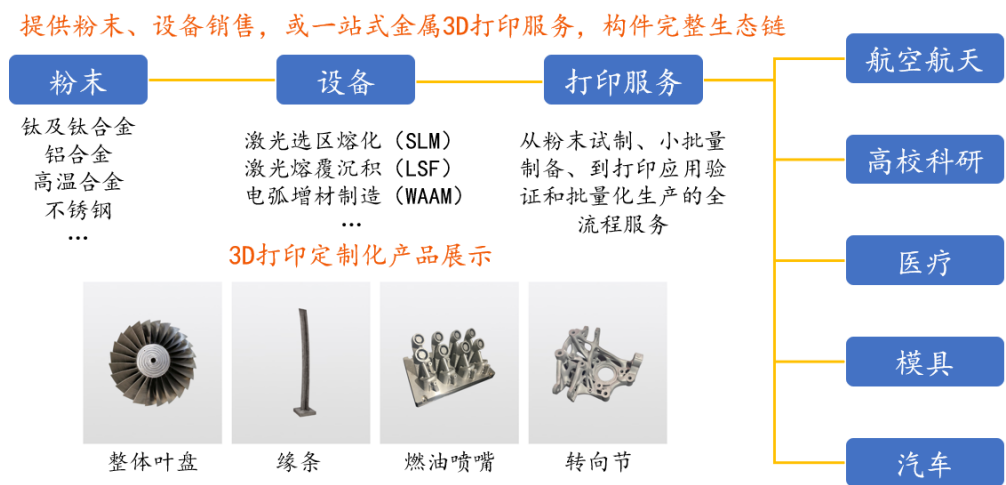 提供粉末、设备销售，或一站式金属3D打印服务，构件完整生态链
粉末
设备
打印服务
钛及钛合金
铝合金
高温合金
不锈钢
…
激光选区熔化（SLM）
激光熔覆沉积（LSF）
电弧增材制造（WAAM）
…
从粉末试制、小批量
制备、到打印应用验
证和批量化生产的全
流程服务
3D打印定制化产品展示
整体叶盘
缘条
燃油喷嘴
转向节
航空航天
高校科研
医疗
模具
汽车